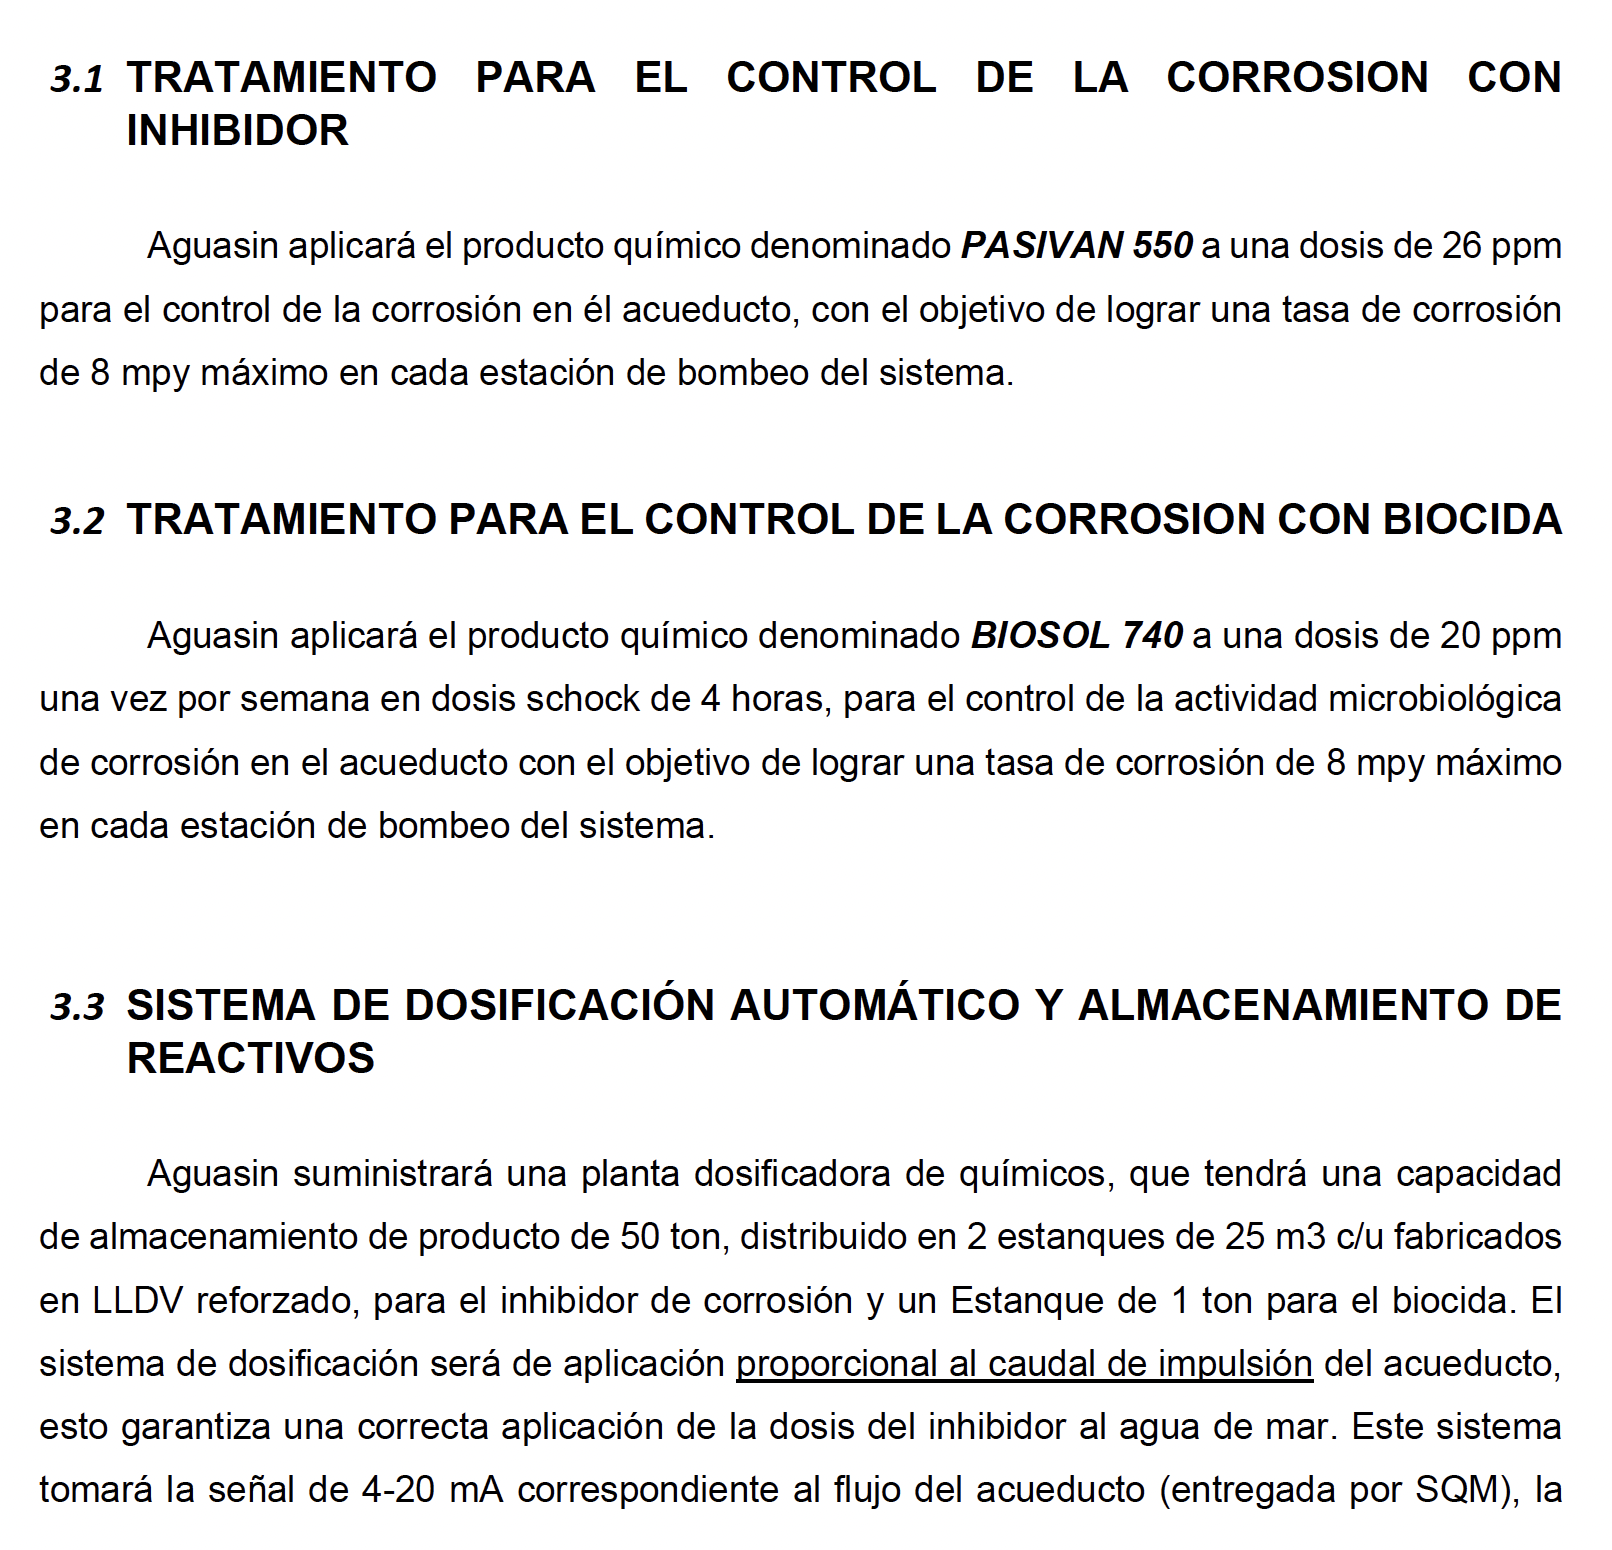 3.1 TRATAMIENTO PARA EL CONTROL DE LA CORROSION CON
INHIBIDOR
Aguasin aplicará el producto químico denominado PASIVAN 550 a una dosis de 26 ppm
para el control de la corrosión en él acueducto, con el objetivo de lograr una tasa de corrosión
de 8 mpy máximo en cada estación de bombeo del sistema.
3.2 TRATAMIENTO PARA EL CONTROL DE LA CORROSION CON BIOCIDA
Aguasin aplicará el producto químico denominado BIOSOL 740 a una dosis de 20 ppm
una vez por semana en dosis schock de 4 horas, para el control de la actividad microbiológica
de corrosión en el acueducto con el objetivo de lograr una tasa de corrosión de 8 mpy máximo
en cada estación de bombeo del sistema.
3.3 SISTEMA DE DOSIFICACIÓN AUTOMÁTICO Y ALMACENAMIENTO DE
REACTIVOS
Aguasin suministrará una planta dosificadora de químicos, que tendrá una capacidad
de almacenamiento de producto de 50 ton, distribuido en 2 estanques de 25 m3 c/u fabricados
en LLDV reforzado, para el inhibidor de corrosión y un Estanque de 1 ton para el biocida. El
sistema de dosificación será de aplicación proporcional al caudal de impulsión del acueducto,
esto garantiza una correcta aplicación de la dosis del inhibidor al agua de mar. Este sistema
tomará la señal de 4-20 mA correspondiente al flujo del acueducto (entregada por SQM), la